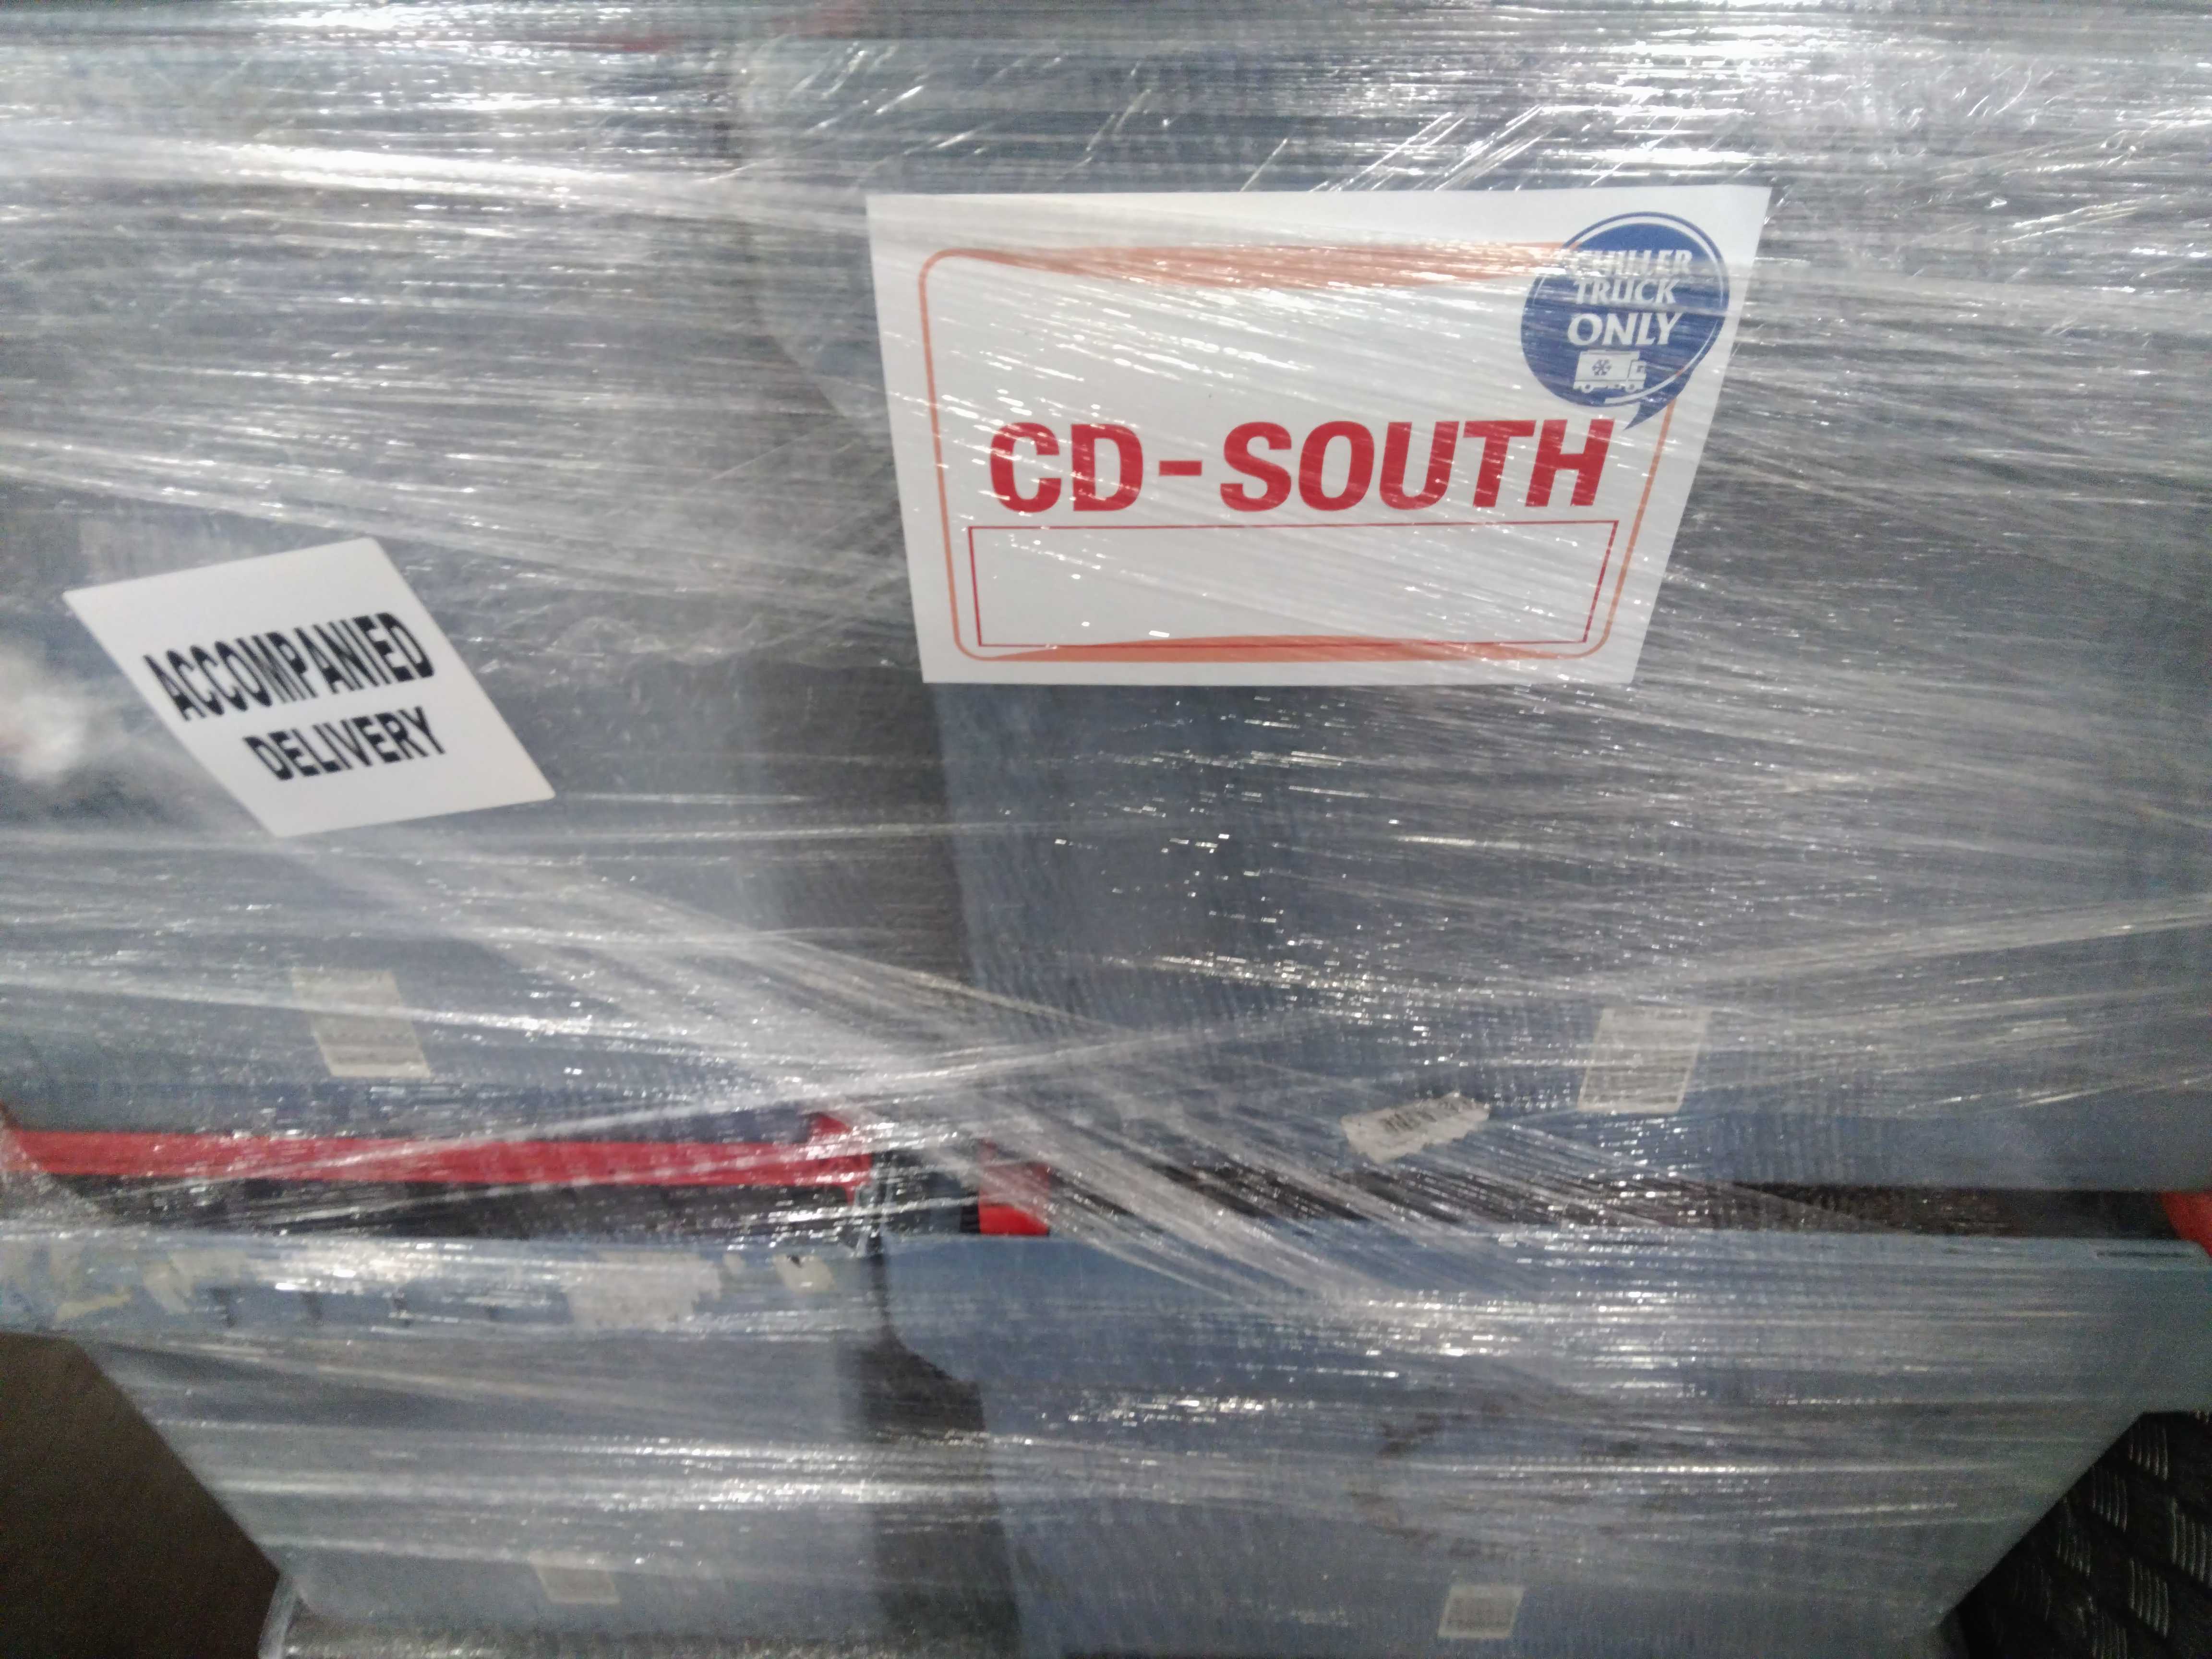 CHILLER
TRUCK
ONLY
CD-SOUTH
ACCOMPANIED
DELIVERY